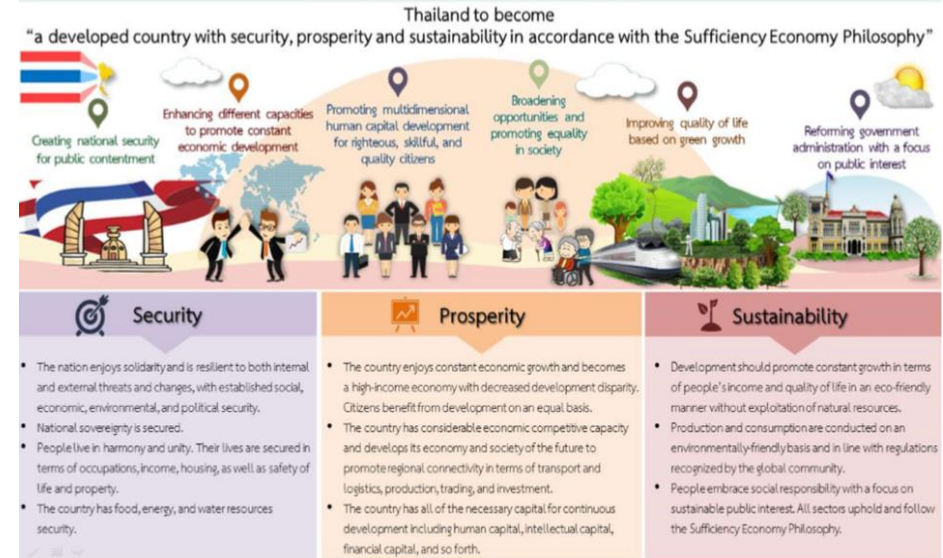 Thailand to become
“a developed country with security, prosperity and sustainability in accordance with the Sufficiency Economy Philosophy”
Creating national security
for public contentment
Enhancing different capacities
to promote constant
economic development
Promoting multidimensional
human capital development
for righteous, skillful, and
quality citizens
Broadening
opportunities and
promoting equality
in society
Improving quality of life
based on green growth
Reforming government
administration with a focus
on public interest
Security
• The nation enjoys solidarity and is resilient to both internal
and external threats and changes, with established social,
economic, environmental, and political security.
• National sovereignty is secured.
• People live in harmony and unity. Their lives are secured in
terms of occupations, income, housing, as well as safety of
life and property.
• The country has food, energy, and water resources
security.
Prosperity
• The country enjoys constant economic growth and becomes
a high-income economy with decreased development disparity.
Citizens benefit from development on an equal basis.
• The country has considerable economic competitive capacity
and develops its economy and society of the future to
promote regional connectivity in terms of transport and
logistics, production, trading, and investment.
• The country has all of the necessary capital for continuous
development including human capital, intellectual capital,
financial capital, and so forth.
Sustainability
• Development should promote constant growth in terms
of people's income and quality of life in an eco-friendly
manner without exploitation of natural resources.
• Production and consumption are conducted on an
environmentally-friendly basis and in line with regulations
recognized by the global community.
• People embrace social responsibility with a focus on
sustainable public interest. All sectors uphold and follow
the Sufficiency Economy Philosophy.